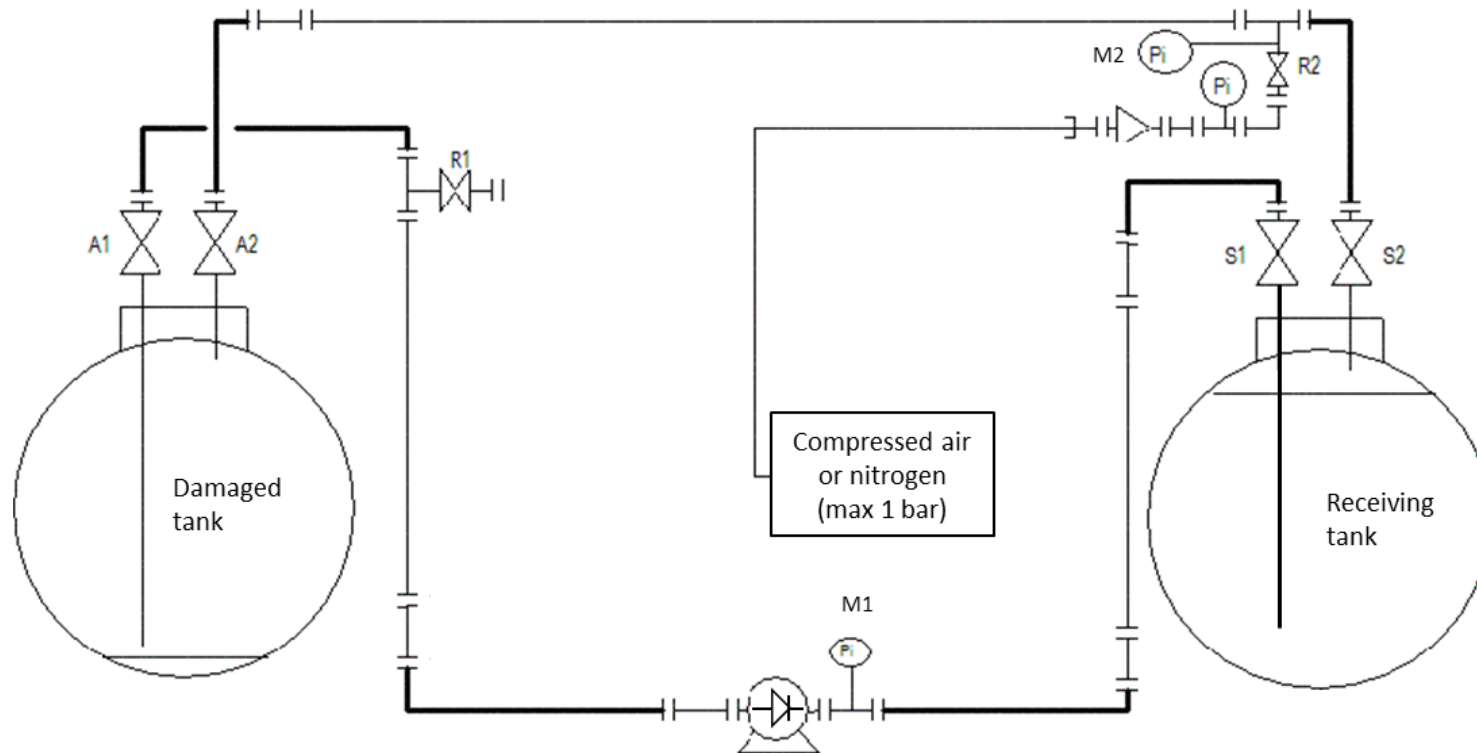 M2
Pi
R2
Pi
R1
A1
A2
S1
S2
Compressed air
or nitrogen
(max 1 bar)
Damaged
tank
Receiving
tank
M1
Pi